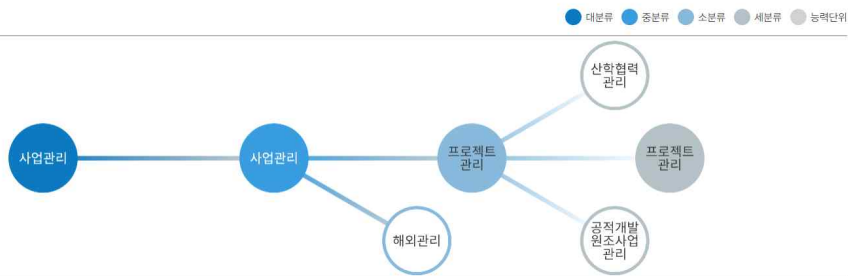 대분류
중분류
소분류
세분류
능력단위
산학협력
관리
사업관리
사업관리
프로젝트
관리
프로젝트
관리
해외관리
공적개발
원조사업
관리